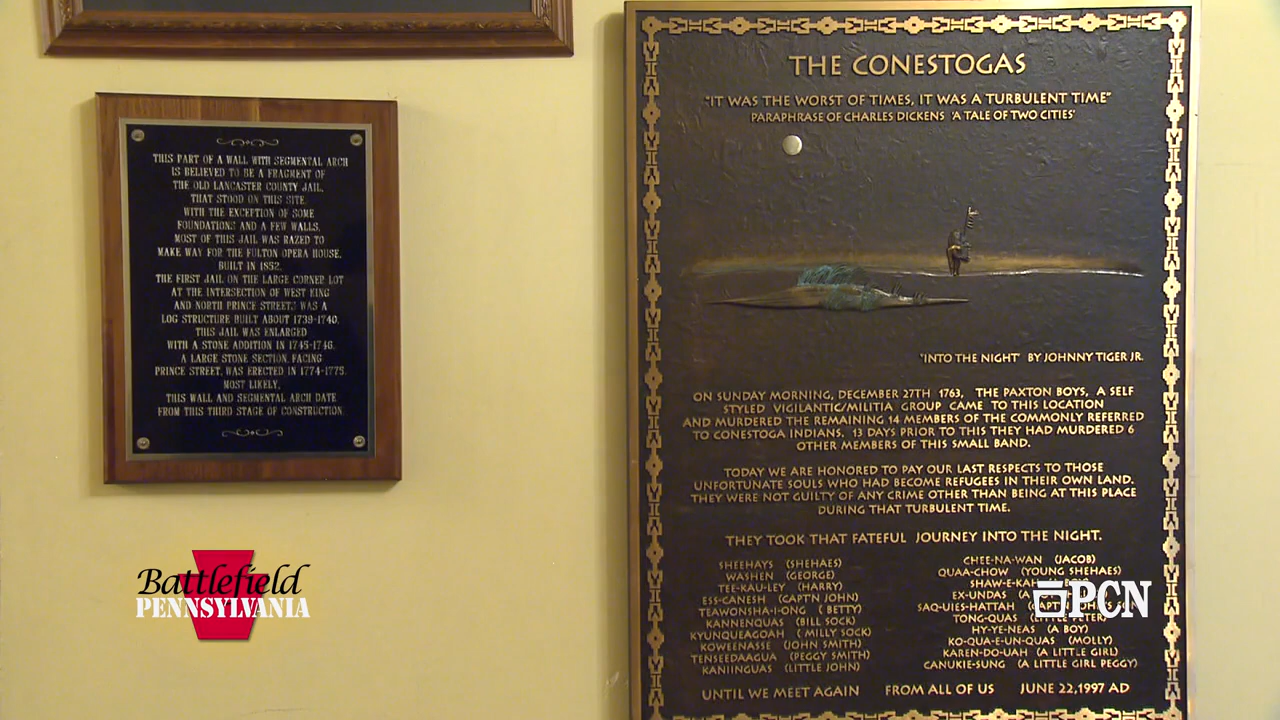 THIS PART OF A WALL WITH SEGMENTAL ARCH
IS BELIEVED TO BE A FRAGMENT OF
THE OLD LANCASTER COUNTY JAIL,
THAT STOOD ON THIS SITE.
WITH THE EXCEPTION OF SOME
FOUNDATIONS AND A FEW WALLS,
MOST OF THIS JAIL WAS RAZED TO
MAKE WAY FOR THE FULTON OPERA HOUSE,
BUILT IN 1852.
THE FIRST JAIL ON THE LARGE CORNER LOT
AT THE INTERSECTION OF WEST KING
AND NORTH PRINCE STREETS WAS A
LOG STRUCTURE BUILT ABOUT 1739-1740.
THIS JAIL WAS ENLARGED
WITH A STONE ADDITION IN 1745-1746.
A LARGE STONE SECTION, FACING
PRINCE STREET, WAS ERECTED IN 1774-1775.
MOST LIKELY,
THIS WALL AND SEGMENTAL ARCH DATE
FROM THIS THIRD STAGE OF CONSTRUCTION.
THE CONESTOGAS
"IT WAS THE WORST OF TIMES, IT WAS A TURBULENT TIME"
PARAPHRASE OF CHARLES DICKENS 'A TALE OF TWO CITIES'
"INTO THE NIGHT" BY JOHNNY TIGER JR.
ON SUNDAY MORNING, DECEMBER 27TH 1763, THE PAXTON BOYS, A SELF
STYLED VIGILANTIC/MILITIA GROUP CAME TO THIS LOCATION
AND MURDERED THE REMAINING 14 MEMBERS OF THE COMMONLY REFERRED
TO CONESTOGA INDIANS. 13 DAYS PRIOR TO THIS THEY HAD MURDERED 6
OTHER MEMBERS OF THIS SMALL BAND.
TODAY WE ARE HONORED TO PAY OUR LAST RESPECTS TO THOSE
UNFORTUNATE SOULS WHO HAD BECOME REFUGEES IN THEIR OWN LAND.
THEY WERE NOT GUILTY OF ANY CRIME OTHER THAN BEING AT THIS PLACE
DURING THAT TURBULENT TIME.
THEY TOOK THAT FATEFUL JOURNEY INTO THE NIGHT.
SHEEHAYS (SHEHAES)
WASHEN (GEORGE)
TEE-KAU-LEY (HARRY)
ESS-CANESH (CAPT'N JOHN)
TEAWONSHA-I-ONG ( BETTY)
KANNENQUAS (BILL SOCK)
KYUNQUEAGOAH ( MILLY SOCK)
KOWEENASSE (JOHN SMITH)
TENSEEDAAGUA (PEGGY SMITH)
KANIINGUAS (LITTLE JOHN)
CHEE-NA-WAN (JACOB)
QUAA-CHOW (YOUNG SHEHAES)
SHAW-E-KAH
EX-UNDAS
SAQ-UIES-HATTAH
TONG-QUAS (LITTLE PETER)
HY-YE-NEAS (A BOY)
KO-QUA-E-UN-QUAS (MOLLY)
KAREN-DO-UAH (A LITTLE GIRL)
CANUKIE-SUNG (A LITTLE GIRL PEGGY)
UNTIL WE MEET AGAIN FROM ALL OF US JUNE 22,1997 AD
Battlefield
PENNSYLVANIA
PCN